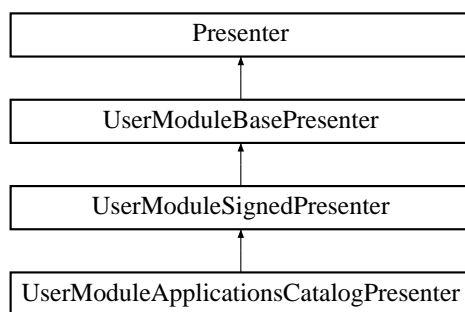 Presenter
UserModuleBasePresenter
UserModuleSignedPresenter
UserModuleApplicationsCatalogPresenter